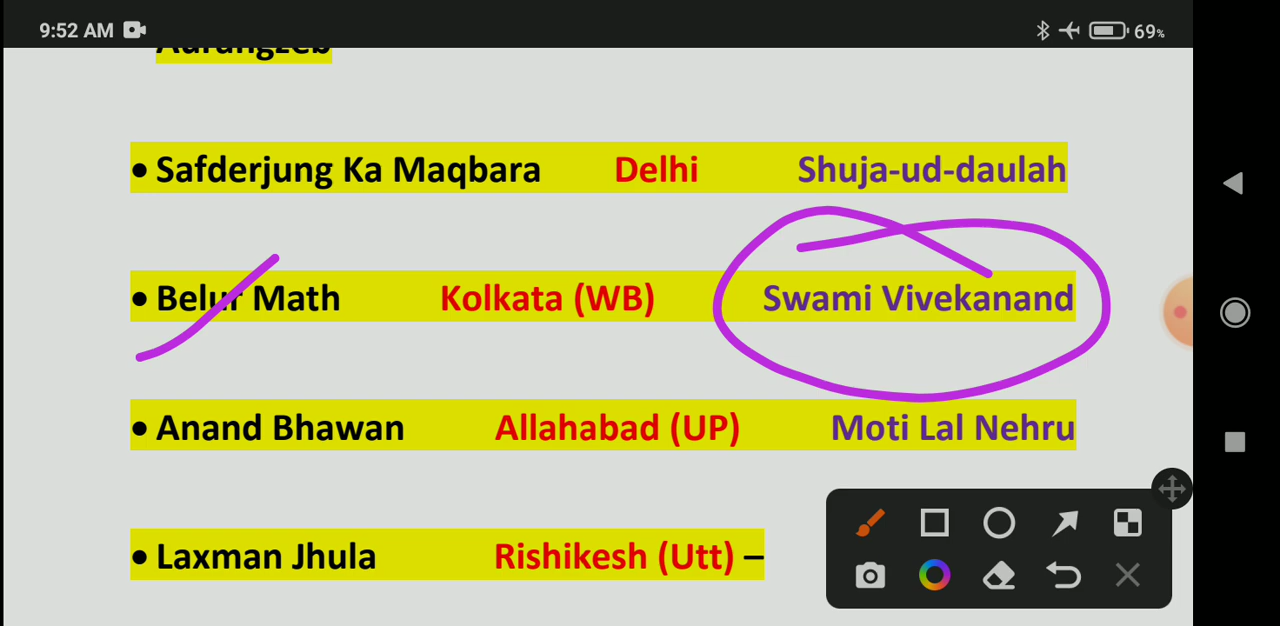 9:52 AM 69%
Aurangzeb
• Safderjung Ka Maqbara Delhi Shuja-ud-daulah
• Belur Math Kolkata (WB) Swami Vivekanand
• Anand Bhawan Allahabad (UP) Moti Lal Nehru
• Laxman Jhula Rishikesh (Utt) –